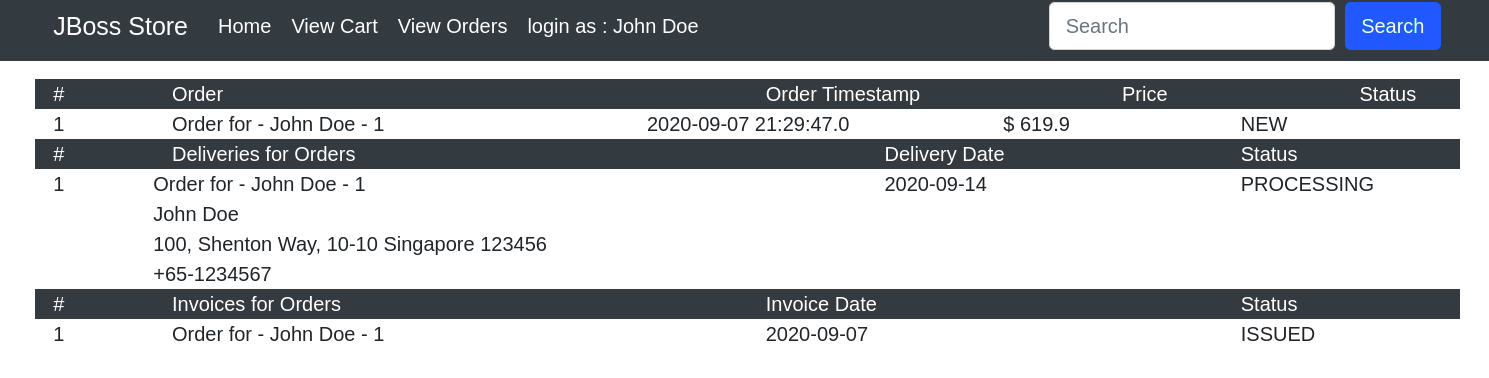 JBoss Store Home View Cart View Orders login as : John Doe Search Search
# Order Order Timestamp Price Status
1 Order for - John Doe - 1 2020-09-07 21:29:47.0 $ 619.9 NEW
# Deliveries for Orders Delivery Date Status
1 Order for - John Doe - 1 2020-09-14 PROCESSING
John Doe
100, Shenton Way, 10-10 Singapore 123456
+65-1234567
# Invoices for Orders Invoice Date Status
1 Order for - John Doe - 1 2020-09-07 ISSUED